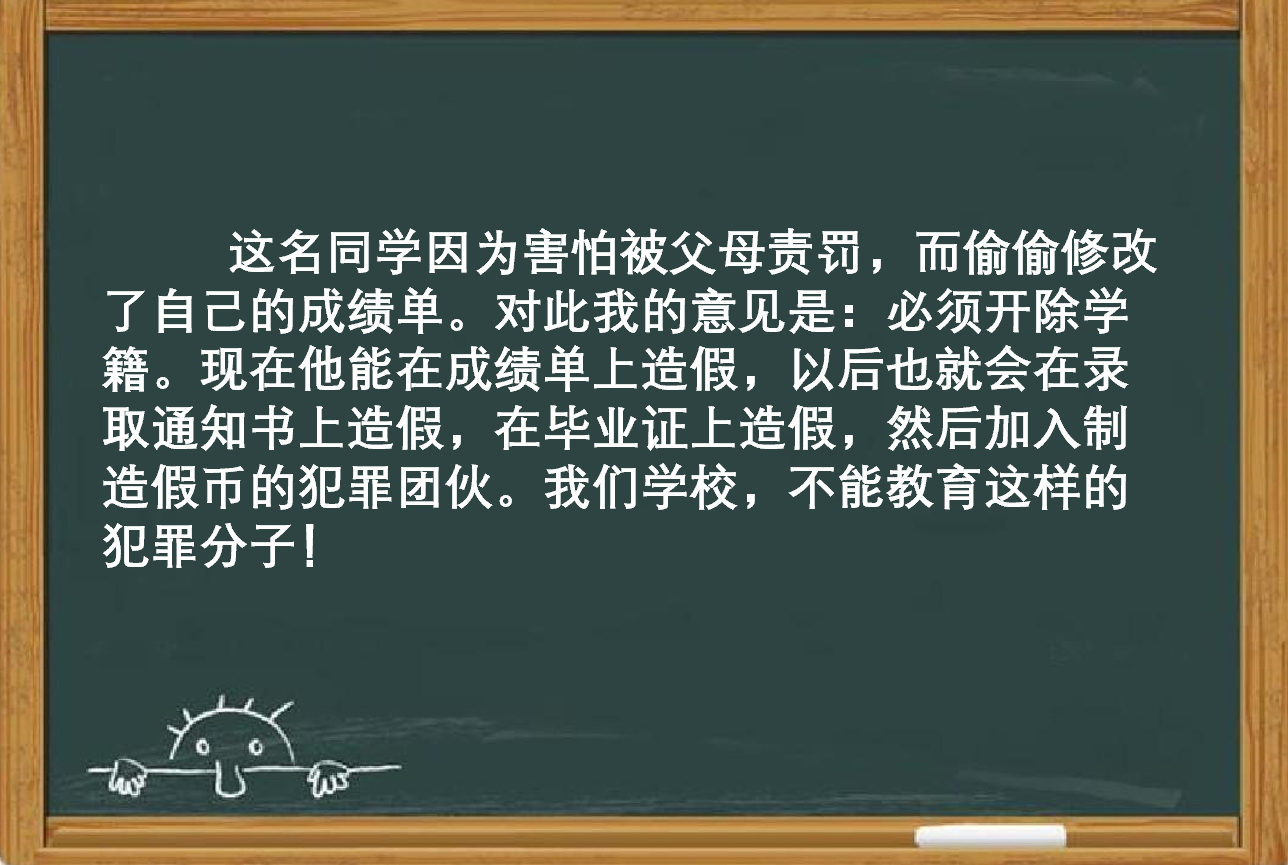 这名同学因为害怕被父母责罚，而偷偷修改
了自己的成绩单。对此我的意见是：必须开除学
籍。现在他能在成绩单上造假，以后也就会在录
取通知书上造假，在毕业证上造假，然后加入制
造假币的犯罪团伙。我们学校，不能教育这样的
犯罪分子！